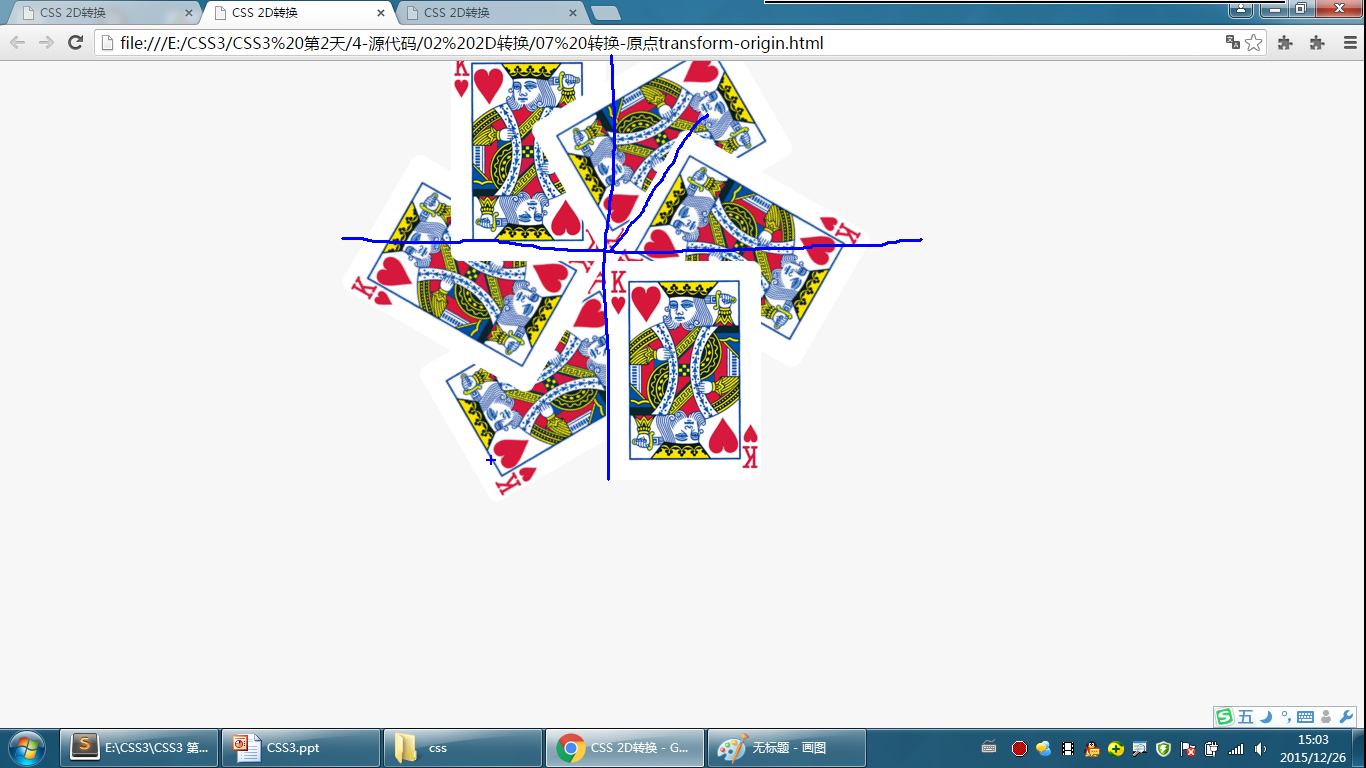 CSS 2D转换
CSS 2D转换
CSS 2D转换
file:///E:/CSS3/CSS3%20第2天/4-源代码/02%202D转换/07%20转换-原点transform-origin.html
K
K
K
K
K
K
五
E:\CSS3\CSS3 第...
CSS3.ppt
css
CSS 2D转换 - G...
无标题 - 画图
15:03
2015/12/26